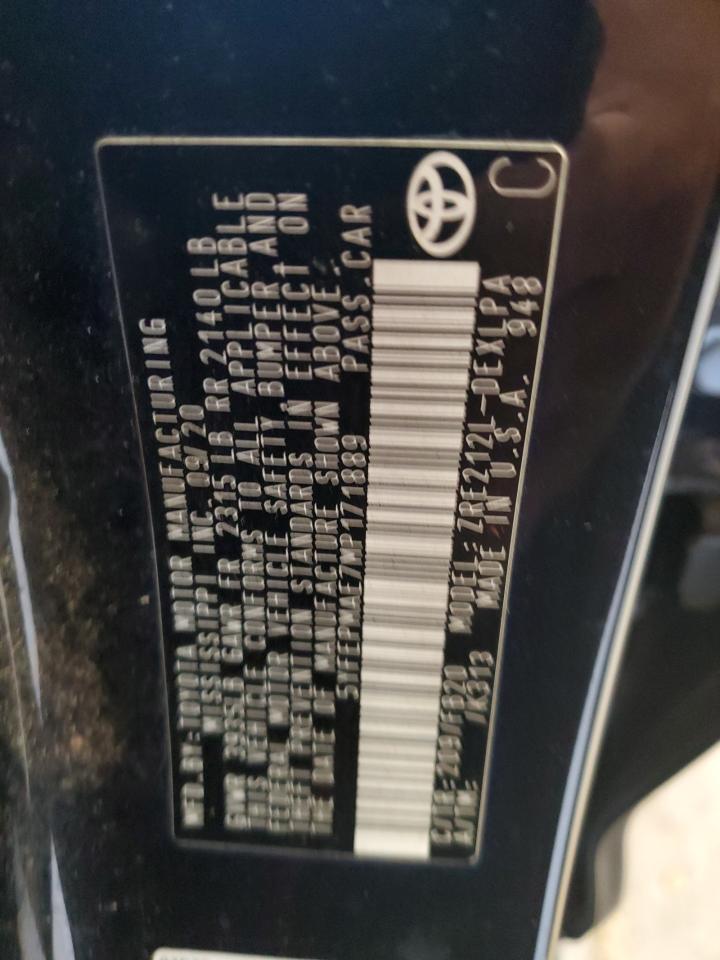 MFD.BY:TOYOTA MOTOR MANUFACTURING
MISSISSIPPI INC. 09/20
GVWR 3955LB GAWR FR 2315LB RR 2140LB
THIS VEHICLE CONFORMS TO ALL APPLICABLE
FEDERAL MOTOR VEHICLE SAFETY BUMPER AND
THEFT PREVENTION STANDARDS IN EFFECT ON
THE DATE OF MANUFACTURE SHOWN ABOVE.
5YFEPMAE7MP171889 PASS.CAR
C/TR:209/FB20 MODEL:ZRE212L-DEXLPA
A/TM: /K313 MADE IN U.S.A. 948
C